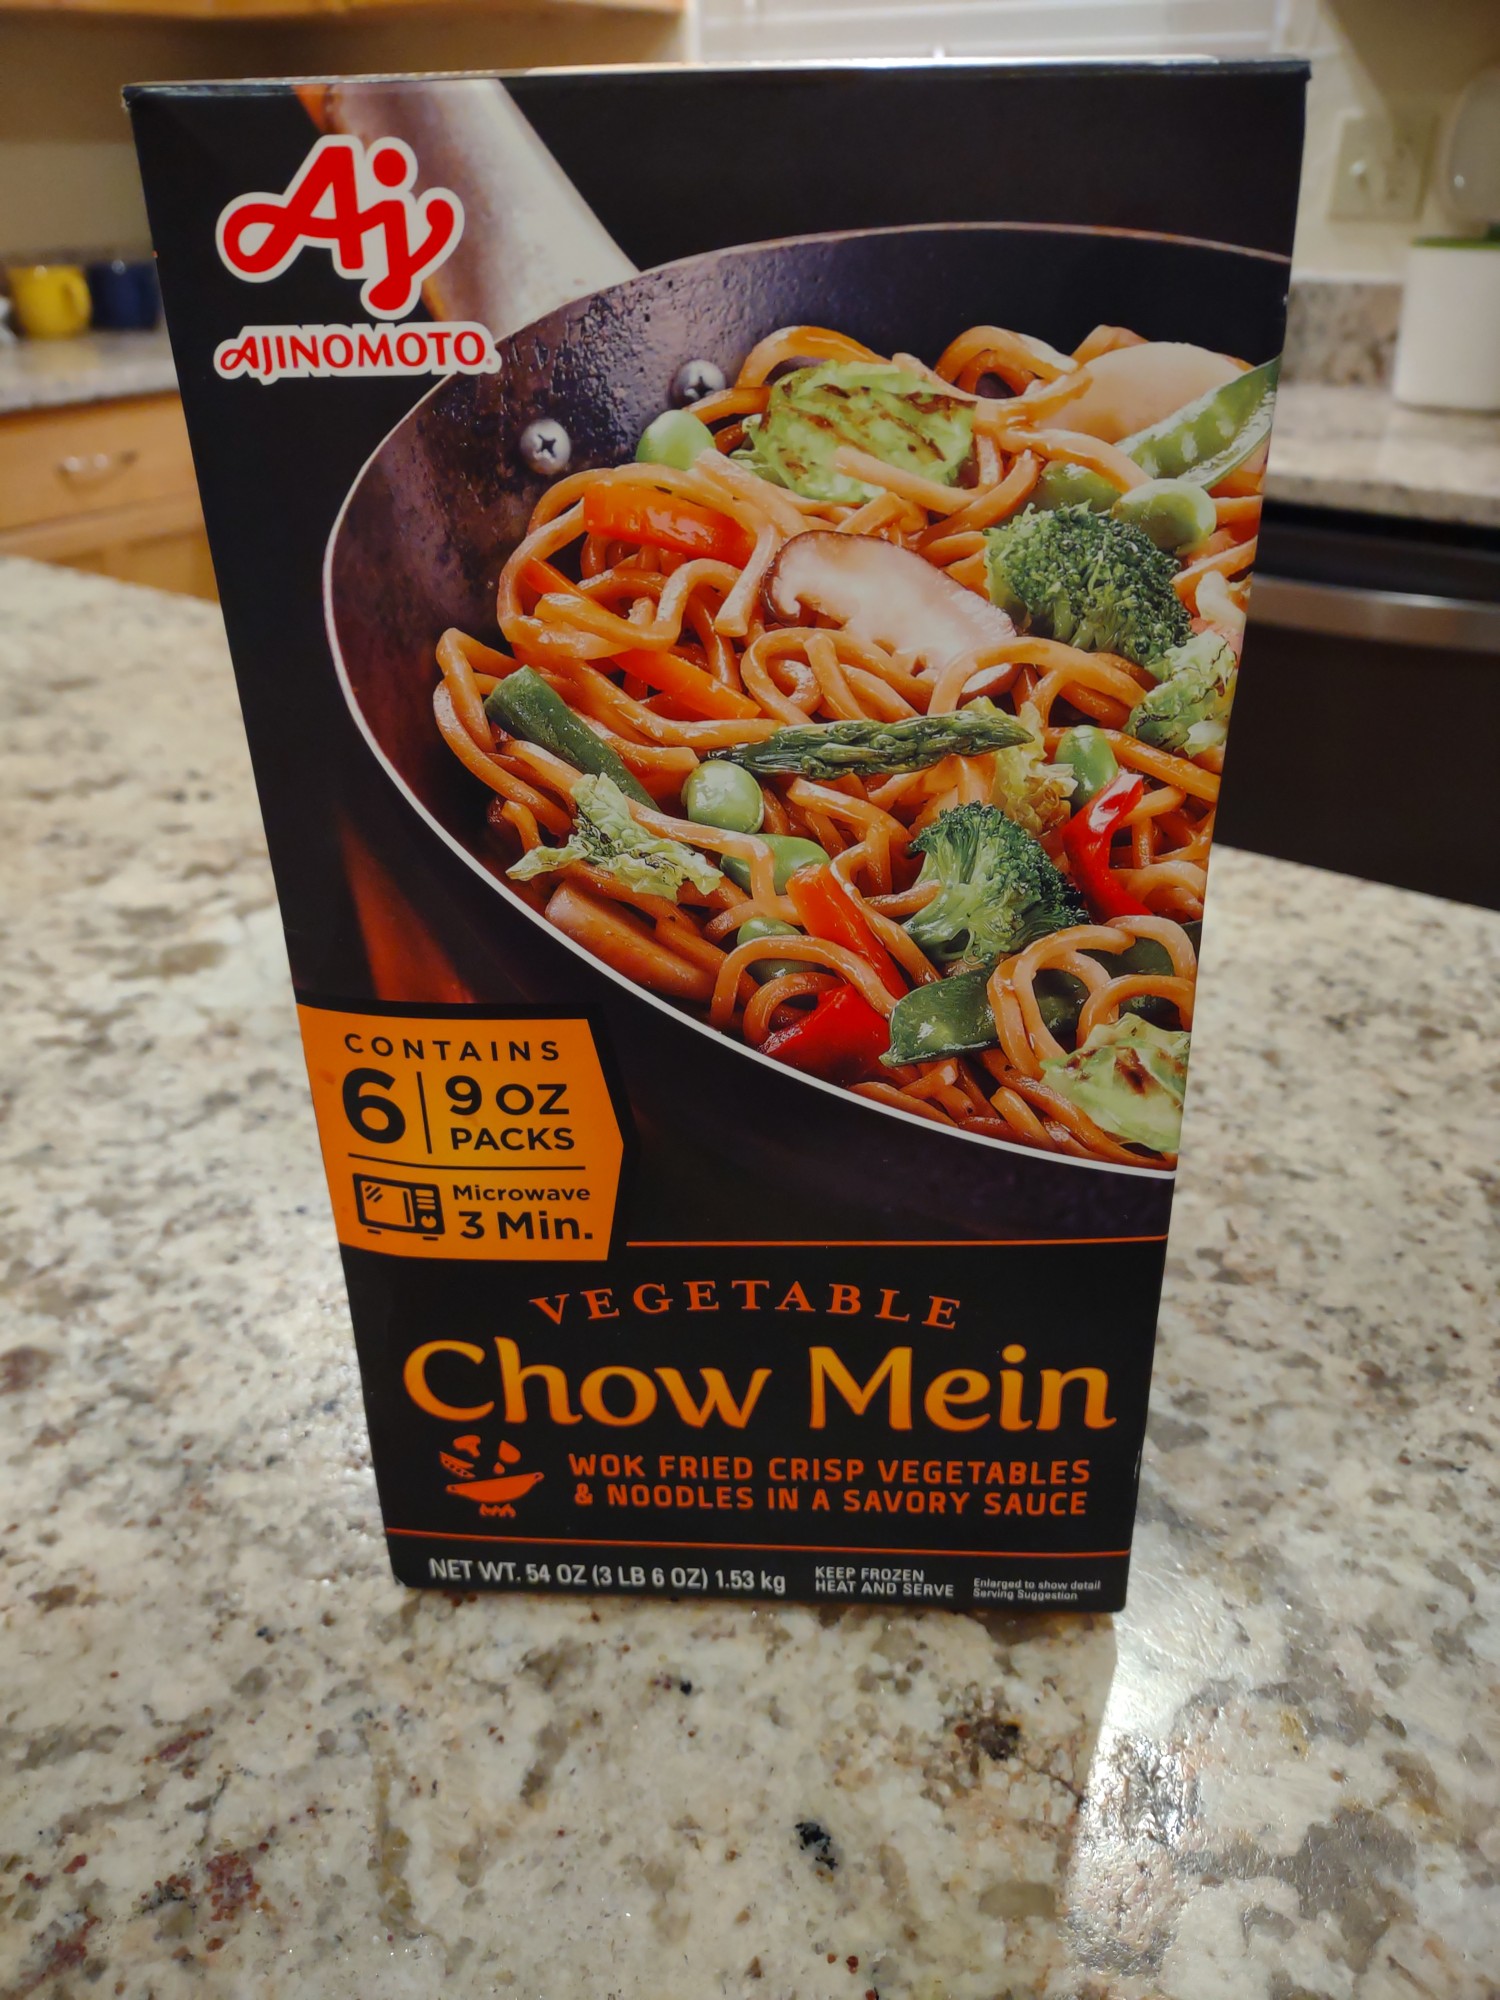 Aj
AJINOMOTO®
CONTAINS
6 | 9 OZ
PACKS
Microwave
3 Min.
VEGETABLE
Chow Mein
WOK FRIED CRISP VEGETABLES
& NOODLES IN A SAVORY SAUCE
NET WT. 54 OZ (3 LB 6 OZ) 1.53 kg
KEEP FROZEN
HEAT AND SERVE
Enlarged to show detail
Serving Suggestion